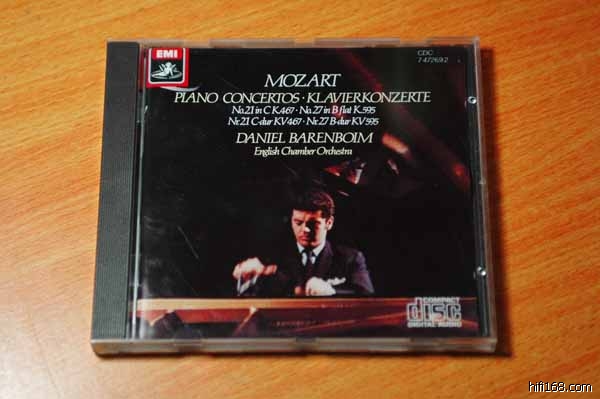 EMI
CDC
7 47269 2
MOZART
PIANO CONCERTOS · KLAVIERKONZERTE
No.21 in C K.467 · No.27 in B flat K.595
Nr.21 C-dur KV467 · Nr.27 B-dur KV595
DANIEL BARENBOIM
English Chamber Orchestra
COMPACT
disc
DIGITAL AUDIO
hifi168.com